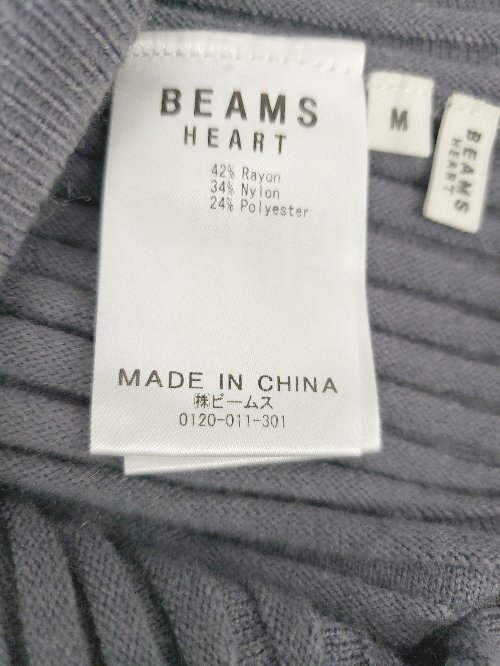 BEAMS
HEART
42% Rayon
34% Nylon
24% Polyester
MADE IN CHINA
㈱ビームス
0120-011-301
M
BEAMS
HEART